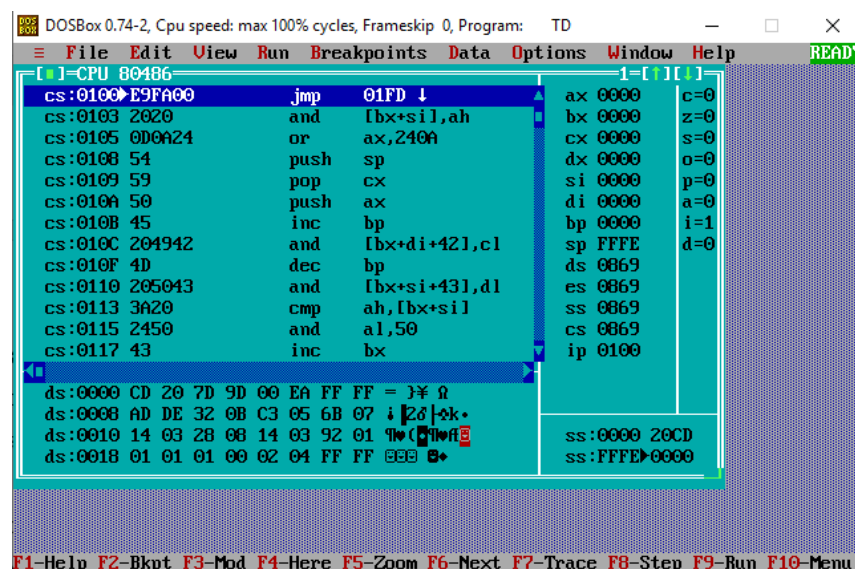 DOSBox 0.74-2, Cpu speed: max 100% cycles, Frameskip 0, Program: TD
≡ File Edit View Run Breakpoints Data Options Window Help READY
[■]=CPU 80486 1=[↑][↓]
cs:0100►E9FA00 jmp 01FD ↓ ax 0000 c=0
cs:0103 2020 and [bx+si],ah bx 0000 z=0
cs:0105 0D0A24 or ax,240A cx 0000 s=0
cs:0108 54 push sp dx 0000 o=0
cs:0109 59 pop cx si 0000 p=0
cs:010A 50 push ax di 0000 a=0
cs:010B 45 inc bp bp 0000 i=1
cs:010C 204942 and [bx+di+42],cl sp FFFE d=0
cs:010F 4D dec bp ds 0869
cs:0110 205043 and [bx+si+43],dl es 0869
cs:0113 3A20 cmp ah,[bx+si] ss 0869
cs:0115 2450 and al,50 cs 0869
cs:0117 43 inc bx ip 0100
ds:0000 CD 20 7D 9D 00 EA FF FF = }¥ Ω
ds:0008 AD DE 32 0B C3 05 6B 07
ds:0010 14 03 28 08 14 03 92 01 ss:0000 20CD
ds:0018 01 01 01 00 02 04 FF FF ss:FFFE►0000
F1-Help F2-Bkpt F3-Mod F4-Here F5-Zoom F6-Next F7-Trace F8-Step F9-Run F10-Menu